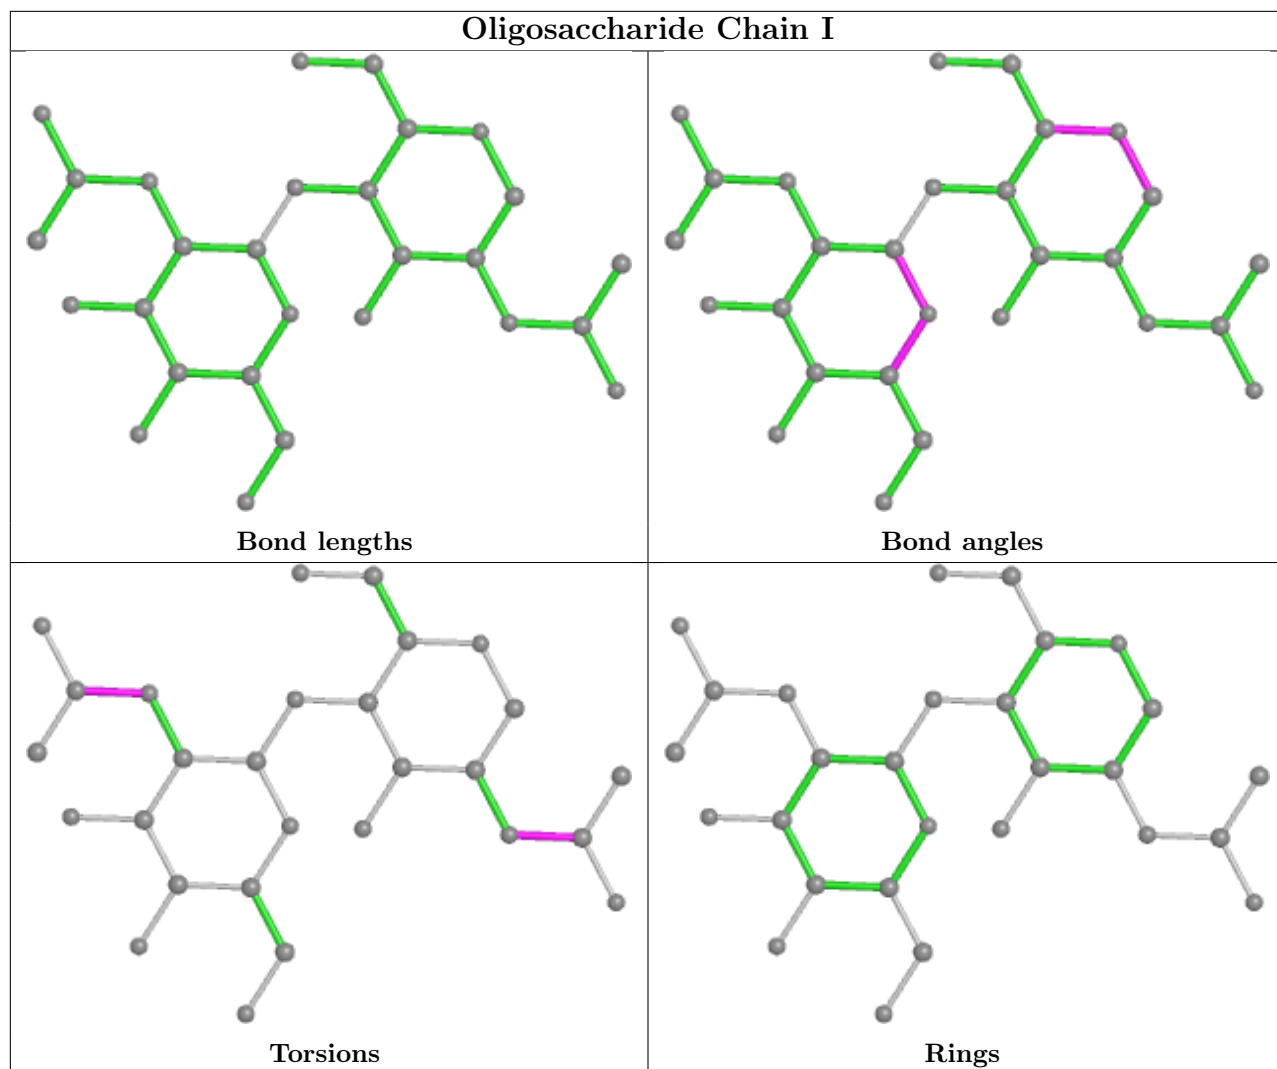 Oligosaccharide Chain I
Bond lengths
Bond angles
Torsions
Rings